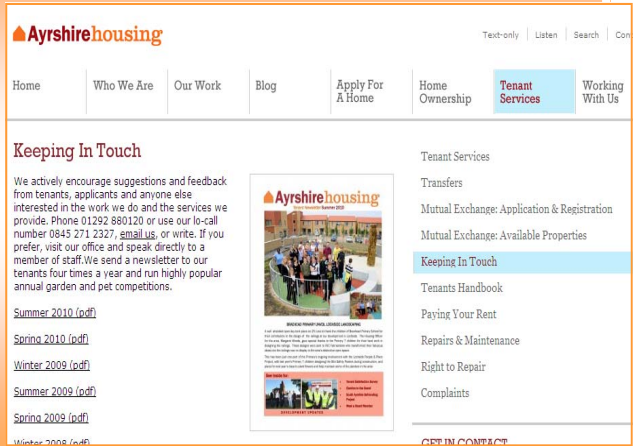 Ayrshirehousing
Text-only Listen Search Con
Home
Who We Are
Our Work
Blog
Apply For
A Home
Home
Ownership
Tenant
Services
Working
With Us
Keeping In Touch
We actively encourage suggestions and feedback
from tenants, applicants and anyone else
interested in the work we do and the services we
provide. Phone 01292 880120 or use our lo-call
number 0845 271 2327, email us, or write. If you
prefer, visit our office and speak directly to a
member of staff.We send a newsletter to our
tenants four times a year and run highly popular
annual garden and pet competitions.
Summer 2010 (pdf)
Spring 2010 (pdf)
Winter 2009 (pdf)
Summer 2009 (pdf)
Spring 2009 (pdf)
Winter 2008 (pdf)
Ayrshirehousing
DEVELOPMENT UPDATES
Tenant Services
Transfers
Mutual Exchange: Application & Registration
Mutual Exchange: Available Properties
Keeping In Touch
Tenants Handbook
Paying Your Rent
Repairs & Maintenance
Right to Repair
Complaints
GET IN CONTACT